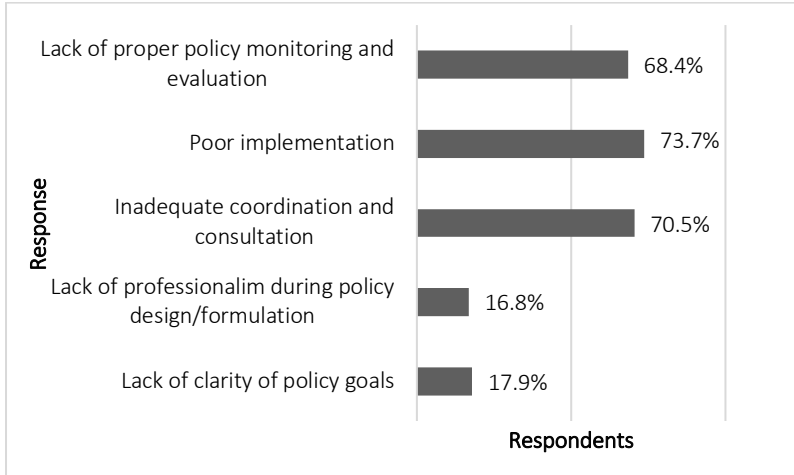 Lack of proper policy monitoring and
evaluation
68.4%
Poor implementation
73.7%
Inadequate coordination and
consultation
70.5%
Lack of professionalim during policy
design/formulation
16.8%
Lack of clarity of policy goals
17.9%
Response
Respondents